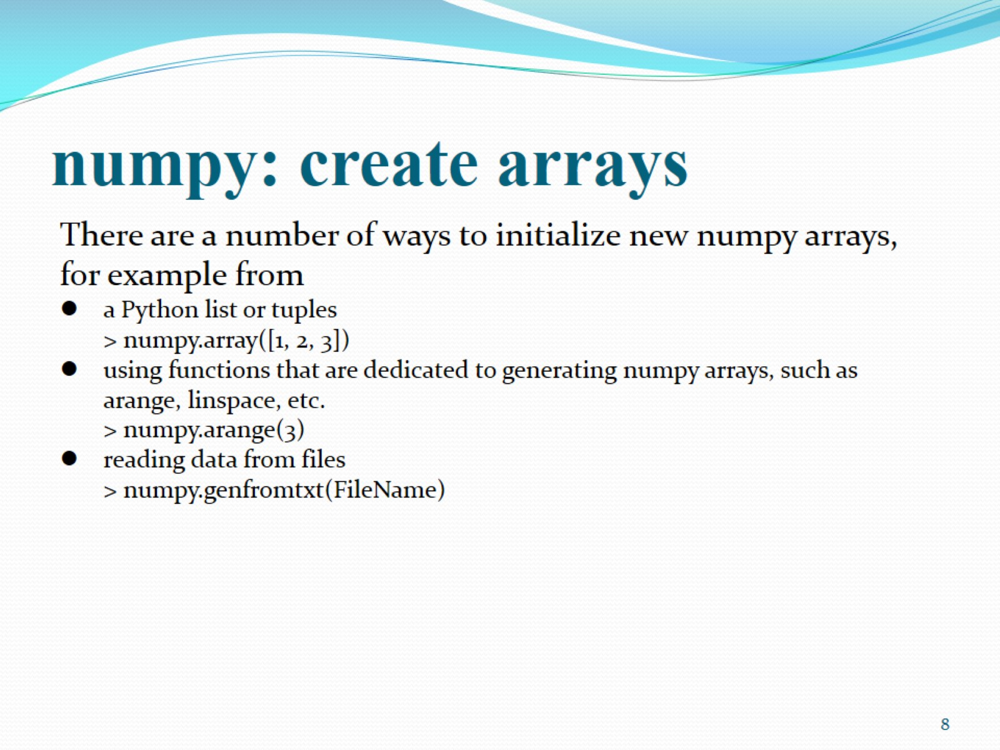 numpy: create arrays
There are a number of ways to initialize new numpy arrays,
for example from
● a Python list or tuples
> numpy.array([1, 2, 3])
● using functions that are dedicated to generating numpy arrays, such as
arange, linspace, etc.
> numpy.arange(3)
● reading data from files
> numpy.genfromtxt(FileName)
8